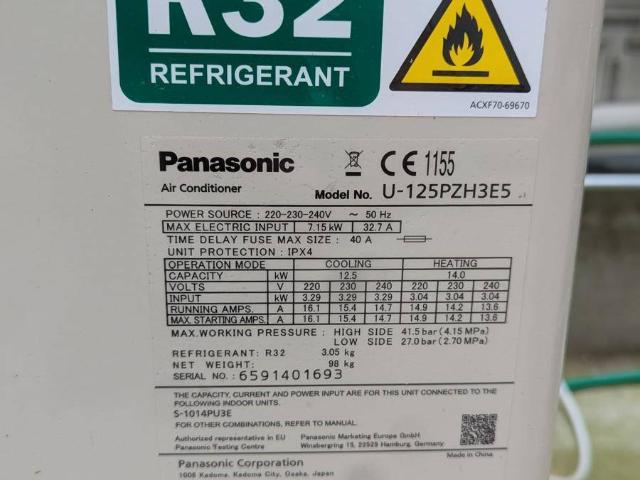 R32
REFRIGERANT
ACXF70-69670
Panasonic CE 1155
Air Conditioner Model No. U-125PZH3E5
POWER SOURCE : 220-230-240V ~ 50 Hz
MAX ELECTRIC INPUT 7.15 kW 32.7 A
TIME DELAY FUSE MAX SIZE : 40 A
UNIT PROTECTION : IPX4
OPERATION MODE COOLING HEATING
CAPACITY kW 12.5 14.0
VOLTS V 220 230 240 220 230 240
INPUT kW 3.29 3.29 3.29 3.04 3.04 3.04
RUNNING AMPS. A 16.1 15.4 14.7 14.9 14.2 13.6
MAX. STARTING AMPS. A 16.1 15.4 14.7 14.9 14.2 13.6
MAX.WORKING PRESSURE : HIGH SIDE 41.5 bar (4.15 MPa)
LOW SIDE 27.0 bar (2.70 MPa)
REFRIGERANT: R32 3.05 kg
NET WEIGHT: 98 kg
SERIAL NO.: 6591401693
THE CAPACITY, CURRENT AND POWER INPUT ARE FOR THIS UNIT CONNECTED TO THE
FOLLOWING INDOOR UNITS.
S-1014PU3E
FOR OTHER COMBINATIONS, REFER TO MANUAL.
Authorized representative in EU Panasonic Marketing Europe GmbH
Panasonic Testing Centre Winsbergring 15, 22525 Hamburg, Germany
Panasonic Corporation Made in China
1006 Kadoma, Kadoma City, Osaka, Japan